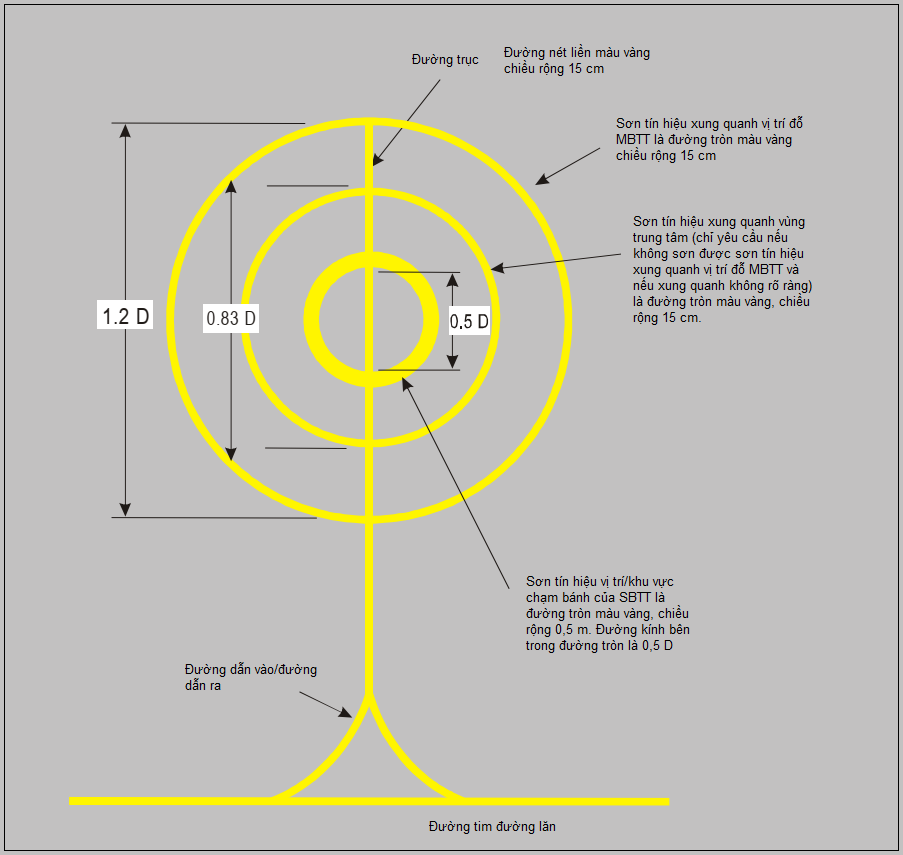 Đường trục
Đường nét liền màu vàng
chiều rộng 15 cm
Sơn tín hiệu xung quanh vị trí đỗ
MBTT là đường tròn màu vàng
chiều rộng 15 cm
Sơn tín hiệu xung quanh vùng
trung tâm (chỉ yêu cầu nếu
không sơn được sơn tín hiệu
xung quanh vị trí đỗ MBTT và
nếu xung quanh không rõ ràng)
là đường tròn màu vàng, chiều
rộng 15 cm.
1.2 D
0.83 D
0.5 D
Sơn tín hiệu vị trí/khu vực
chạm bánh của SBTT là
đường tròn màu vàng, chiều
rộng 0,5 m. Đường kính bên
trong đường tròn là 0,5 D
Đường dẫn vào/đường
dẫn ra
Đường tim đường lăn